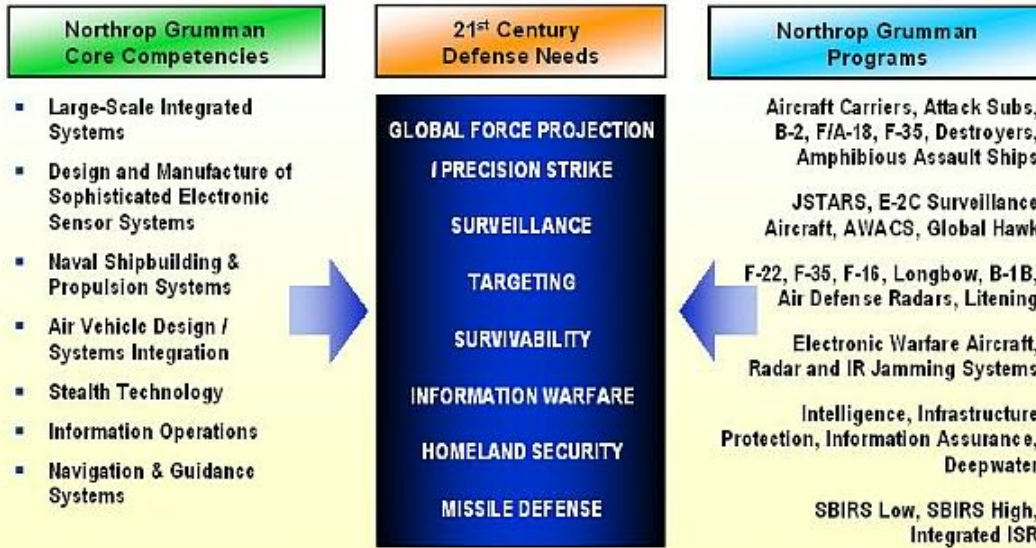 Northrop Grumman
Core Competencies
Large-Scale Integrated
Systems
Design and Manufacture of
Sophisticated Electronic
Sensor Systems
Naval Shipbuilding &
Propulsion Systems
Air Vehicle Design /
Systems Integration
Stealth Technology
Information Operations
Navigation & Guidance
Systems
21st Century
Defense Needs
GLOBAL FORCE PROJECTION
/ PRECISION STRIKE
SURVEILLANCE
TARGETING
SURVIVABILITY
INFORMATION WARFARE
HOMELAND SECURITY
MISSILE DEFENSE
Northrop Grumman
Programs
Aircraft Carriers, Attack Subs,
B-2, F/A-18, F-35, Destroyers,
Amphibious Assault Ships
JSTARS, E-2C Surveillance
Aircraft, AWACS, Global Hawk
F-22, F-35, F-16, Longbow, B-1B,
Air Defense Radars, Litening
Electronic Warfare Aircraft,
Radar and IR Jamming Systems
Intelligence, Infrastructure
Protection, Information Assurance,
Deepwater
SBIRS Low, SBIRS High,
Integrated ISR